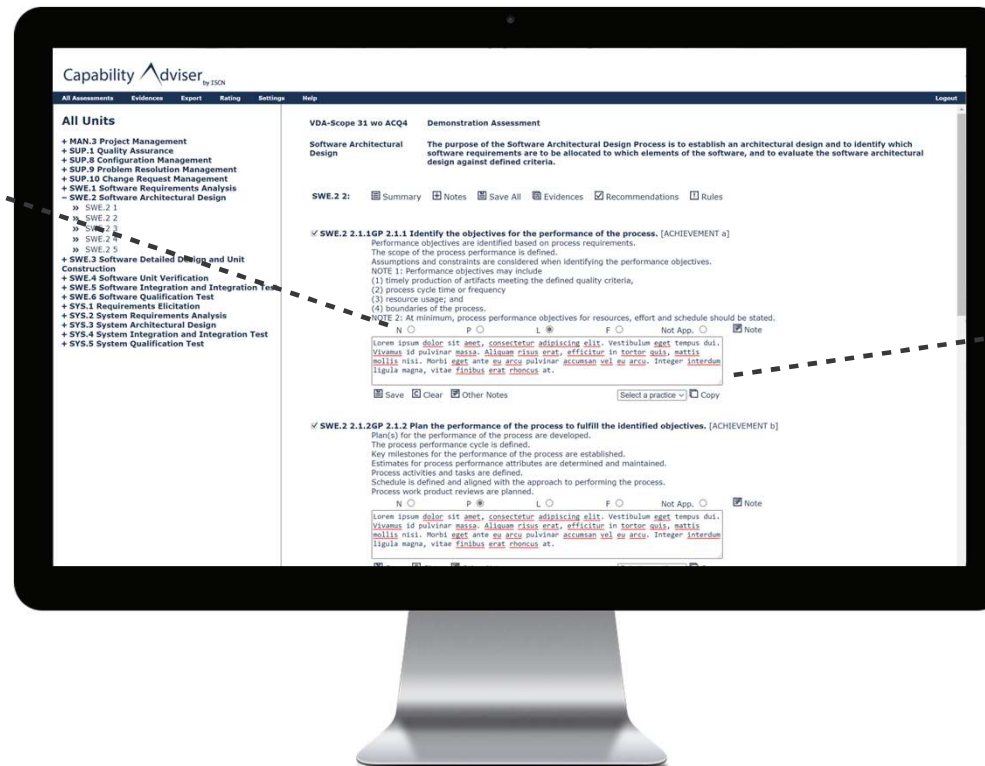 Capability Adviser by ISCN
All Assessments Evidences Export Rating Settings Help Logout
All Units
+ MAN.3 Project Management
+ SUP.1 Quality Assurance
+ SUP.8 Configuration Management
+ SUP.9 Problem Resolution Management
+ SUP.10 Change Request Management
+ SWE.1 Software Requirements Analysis
− SWE.2 Software Architectural Design
» SWE.2 1
» SWE.2 2
» SWE.2 3
» SWE.2 4
» SWE.2 5
+ SWE.3 Software Detailed Design and Unit
Construction
+ SWE.4 Software Unit Verification
+ SWE.5 Software Integration and Integration Test
+ SWE.6 Software Qualification Test
+ SYS.1 Requirements Elicitation
+ SYS.2 System Requirements Analysis
+ SYS.3 System Architectural Design
+ SYS.4 System Integration and Integration Test
+ SYS.5 System Qualification Test
VDA-Scope 31 wo ACQ4 Demonstration Assessment
Software Architectural
Design
The purpose of the Software Architectural Design Process is to establish an architectural design and to identify which
software requirements are to be allocated to which elements of the software, and to evaluate the software architectural
design against defined criteria.
SWE.2 2: Summary Notes Save All Evidences Recommendations Rules
SWE.2 2.1.1GP 2.1.1 Identify the objectives for the performance of the process. [ACHIEVEMENT a]
Performance objectives are identified based on process requirements.
The scope of the process performance is defined.
Assumptions and constraints are considered when identifying the performance objectives.
NOTE 1: Performance objectives may include
(1) timely production of artifacts meeting the defined quality criteria,
(2) process cycle time or frequency
(3) resource usage; and
(4) boundaries of the process.
NOTE 2: At minimum, process performance objectives for resources, effort and schedule should be stated.
N P L F Not App. Note
Lorem ipsum dolor sit amet, consectetur adipiscing elit. Vestibulum eget tempus dui.
Vivamus id pulvinar massa. Aliquam risus erat, efficitur in tortor quis, mattis
mollis nisi. Morbi eget ante eu arcu pulvinar accumsan vel eu arcu. Integer interdum
ligula magna, vitae finibus erat rhoncus at.
Save Clear Other Notes Select a practice Copy
SWE.2 2.1.2GP 2.1.2 Plan the performance of the process to fulfill the identified objectives. [ACHIEVEMENT b]
Plan(s) for the performance of the process are developed.
The process performance cycle is defined.
Key milestones for the performance of the process are established.
Estimates for process performance attributes are determined and maintained.
Process activities and tasks are defined.
Schedule is defined and aligned with the approach to performing the process.
Process work product reviews are planned.
N P L F Not App. Note
Lorem ipsum dolor sit amet, consectetur adipiscing elit. Vestibulum eget tempus dui.
Vivamus id pulvinar massa. Aliquam risus erat, efficitur in tortor quis, mattis
mollis nisi. Morbi eget ante eu arcu pulvinar accumsan vel eu arcu. Integer interdum
ligula magna, vitae finibus erat rhoncus at.